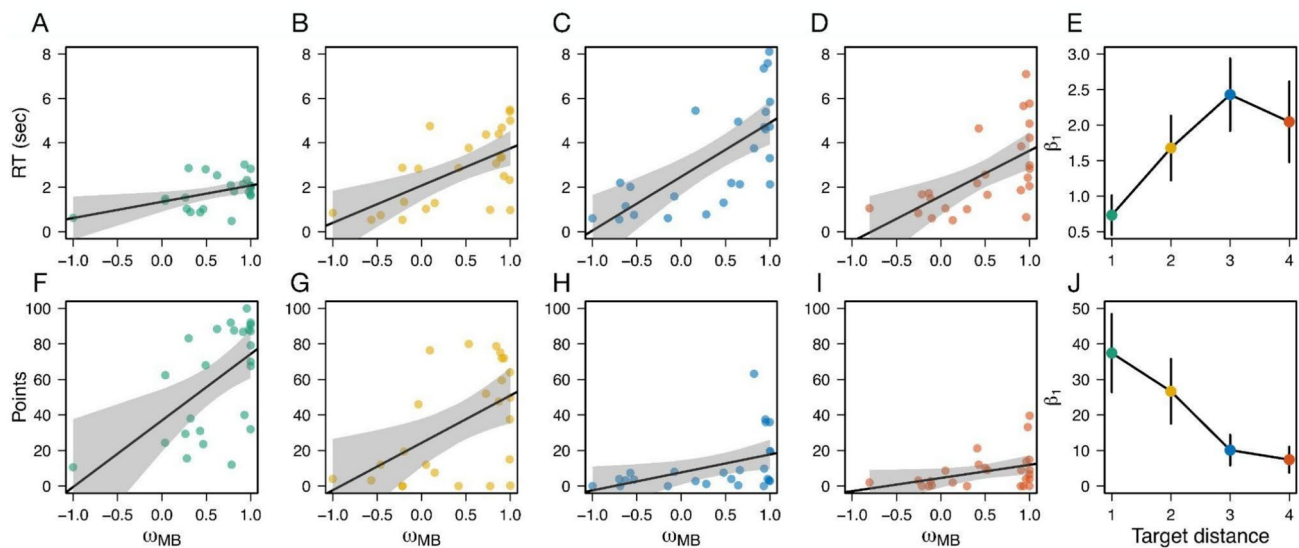 A B C D E
RT (sec)
8 6 4 2 0
−1.0 −0.5 0.0 0.5 1.0
8 6 4 2 0
−1.0 −0.5 0.0 0.5 1.0
8 6 4 2 0
−1.0 −0.5 0.0 0.5 1.0
8 6 4 2 0
−1.0 −0.5 0.0 0.5 1.0
β1
3.0 2.5 2.0 1.5 1.0 0.5
1 2 3 4
F G H I J
Points
100 80 60 40 20 0
−1.0 −0.5 0.0 0.5 1.0
ωMB
100 80 60 40 20 0
−1.0 −0.5 0.0 0.5 1.0
ωMB
100 80 60 40 20 0
−1.0 −0.5 0.0 0.5 1.0
ωMB
100 80 60 40 20 0
−1.0 −0.5 0.0 0.5 1.0
ωMB
β1
50 40 30 20 10 0
1 2 3 4
Target distance